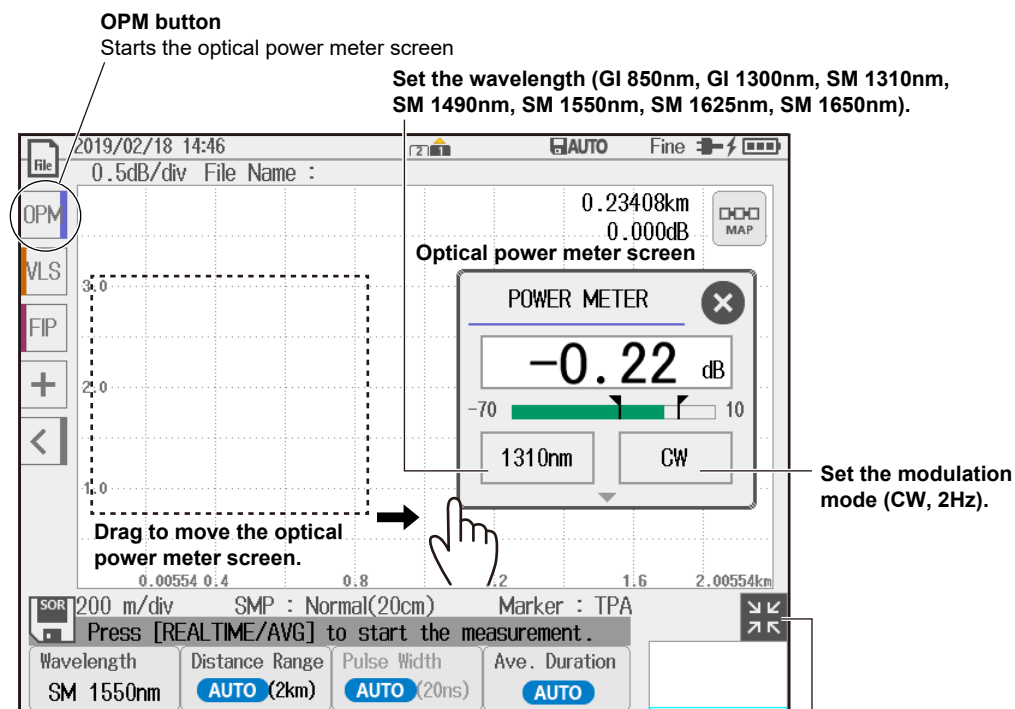 OPM button
Starts the optical power meter screen
Set the wavelength (GI 850nm, GI 1300nm, SM 1310nm,
SM 1490nm, SM 1550nm, SM 1625nm, SM 1650nm).
File
2019/02/18 14:46
2
1
AUTO
Fine
0.5dB/div File Name :
OPM
0.23408km
0.000dB
MAP
Optical power meter screen
VLS
3.0
POWER METER
FIP
-0.22 dB
2.0
-70
10
1310nm
CW
Set the modulation
mode (CW, 2Hz).
1.0
Drag to move the optical
power meter screen.
0.00554 0.4
0.8
.2
1.6
2.00554km
SOR
200 m/div
SMP : Normal(20cm)
Marker : TPA
Press [REALTIME/AVG] to start the measurement.
Wavelength
Distance Range
Pulse Width
Ave. Duration
SM 1550nm
AUTO (2km)
AUTO (20ns)
AUTO